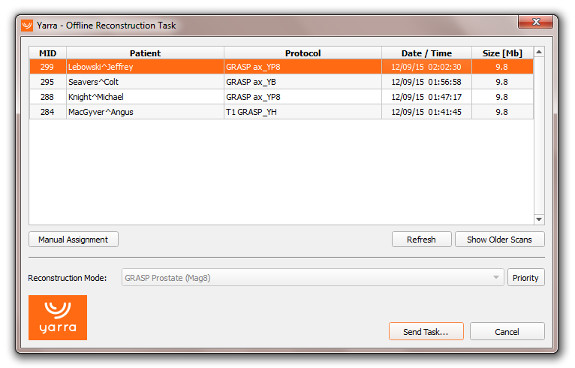 Yarra - Offline Reconstruction Task
MID Patient Protocol Date / Time Size [Mb]
299 Lebowski^Jeffrey GRASP ax_YP8 12/09/15 02:02:30 9.8
295 Seavers^Colt GRASP ax_YB 12/09/15 01:56:58 9.8
288 Knight^Michael GRASP ax_YP8 12/09/15 01:47:17 9.8
284 MacGyver^Angus T1 GRASP_YH 12/09/15 01:41:45 9.8
Manual Assignment Refresh Show Older Scans
Reconstruction Mode: GRASP Prostate (Mag8) Priority
yarra
Send Task... Cancel